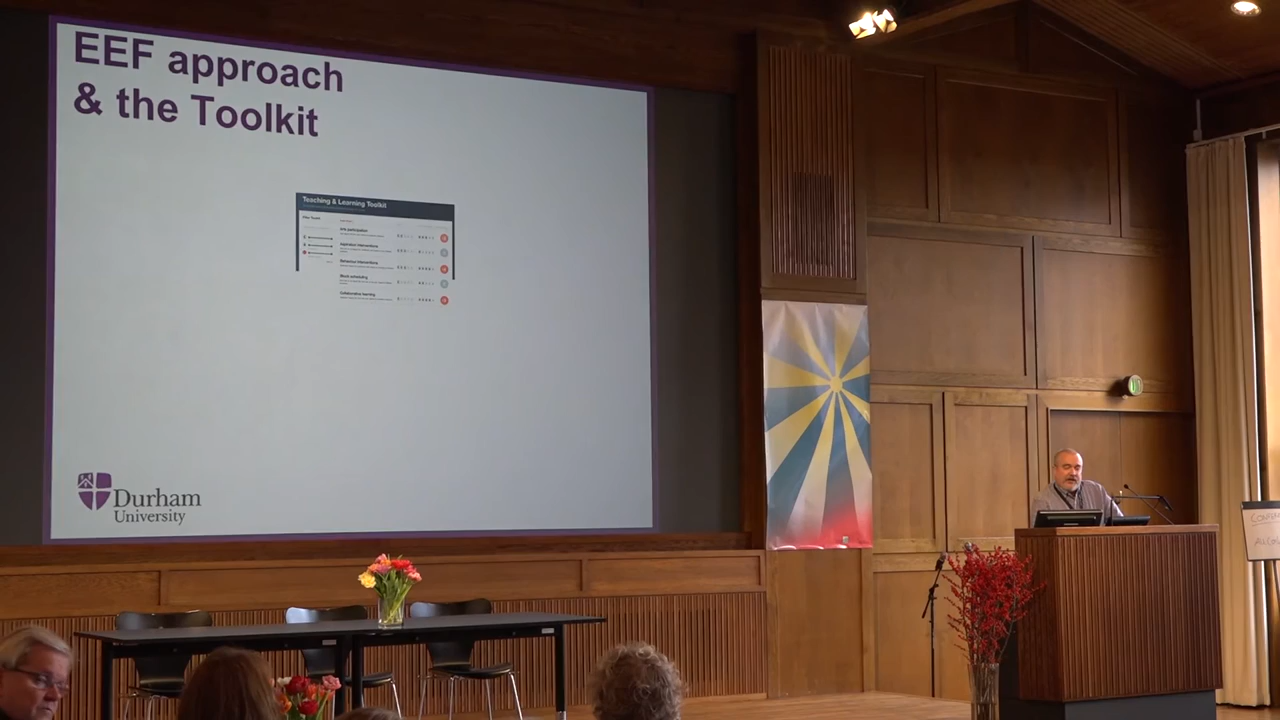 EEF approach
& the Toolkit
Teaching & Learning Toolkit
Arts participation
Aspiration interventions
Behaviour interventions
Block scheduling
Collaborative learning
Durham
University